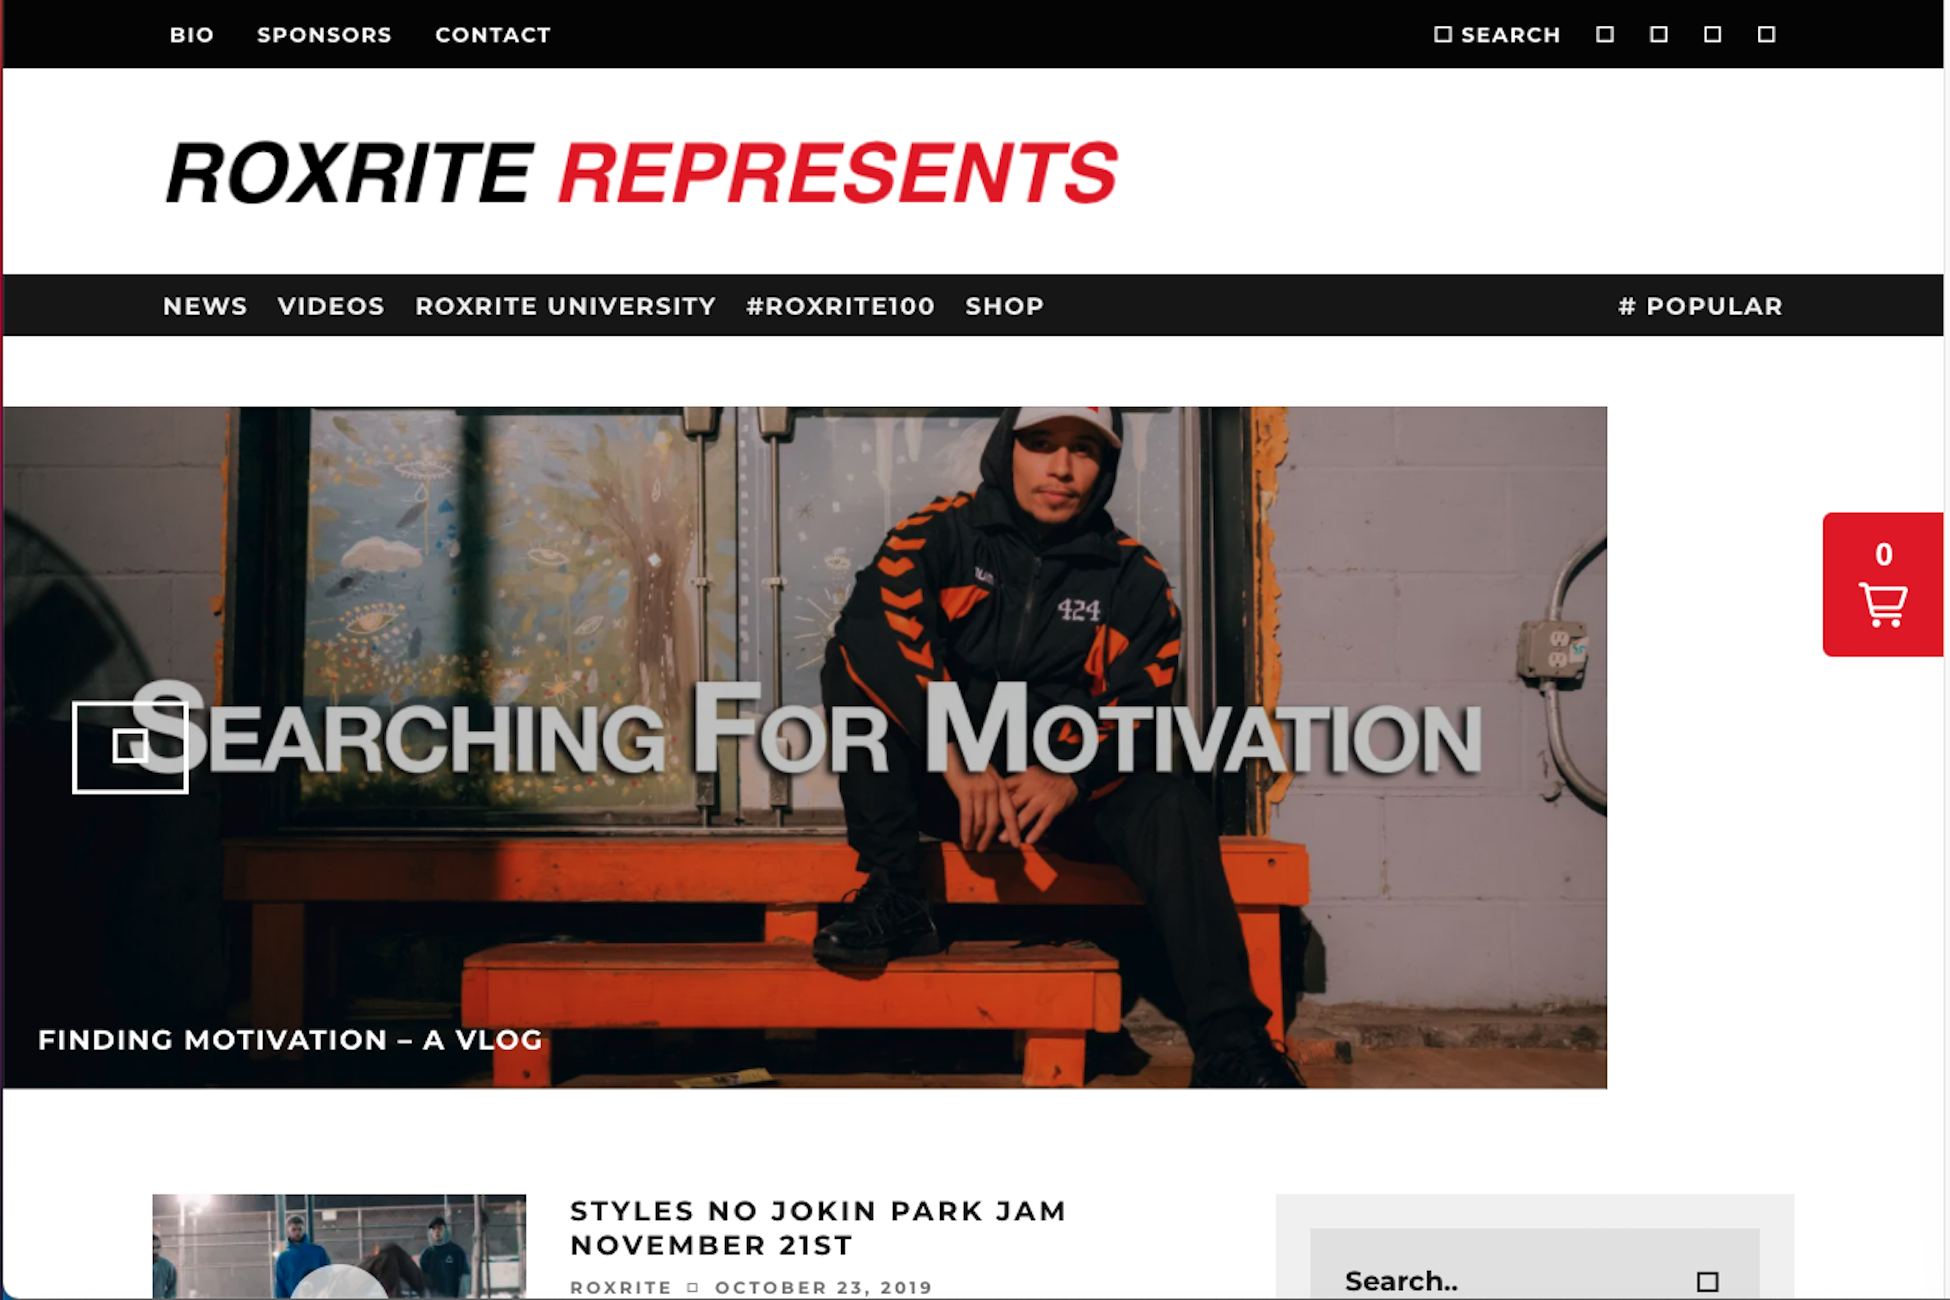 BIO SPONSORS CONTACT SEARCH
ROXRITE REPRESENTS
NEWS VIDEOS ROXRITE UNIVERSITY #ROXRITE100 SHOP # POPULAR
0
424
SEARCHING FOR MOTIVATION
FINDING MOTIVATION – A VLOG
STYLES NO JOKIN PARK JAM
NOVEMBER 21ST
ROXRITE OCTOBER 23, 2019
Search..